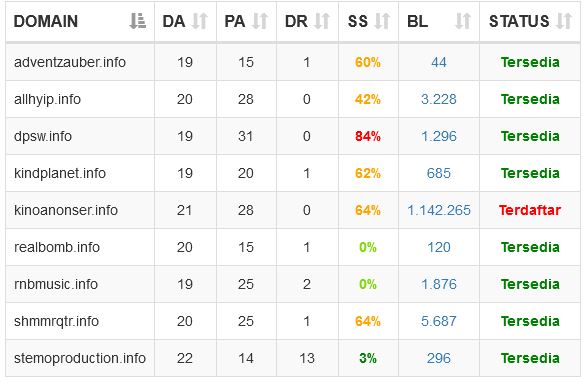 DOMAIN DA PA DR SS BL STATUS
adventzauber.info 19 15 1 60% 44 Tersedia
allhyip.info 20 28 0 42% 3.228 Tersedia
dpsw.info 19 31 0 84% 1.296 Tersedia
kindplanet.info 19 20 1 62% 685 Tersedia
kinoanonser.info 21 28 0 64% 1.142.265 Terdaftar
realbomb.info 20 15 1 0% 120 Tersedia
rnbmusic.info 19 25 2 0% 1.876 Tersedia
shmmrqtr.info 20 25 1 64% 5.687 Tersedia
stemoproduction.info 22 14 13 3% 296 Tersedia